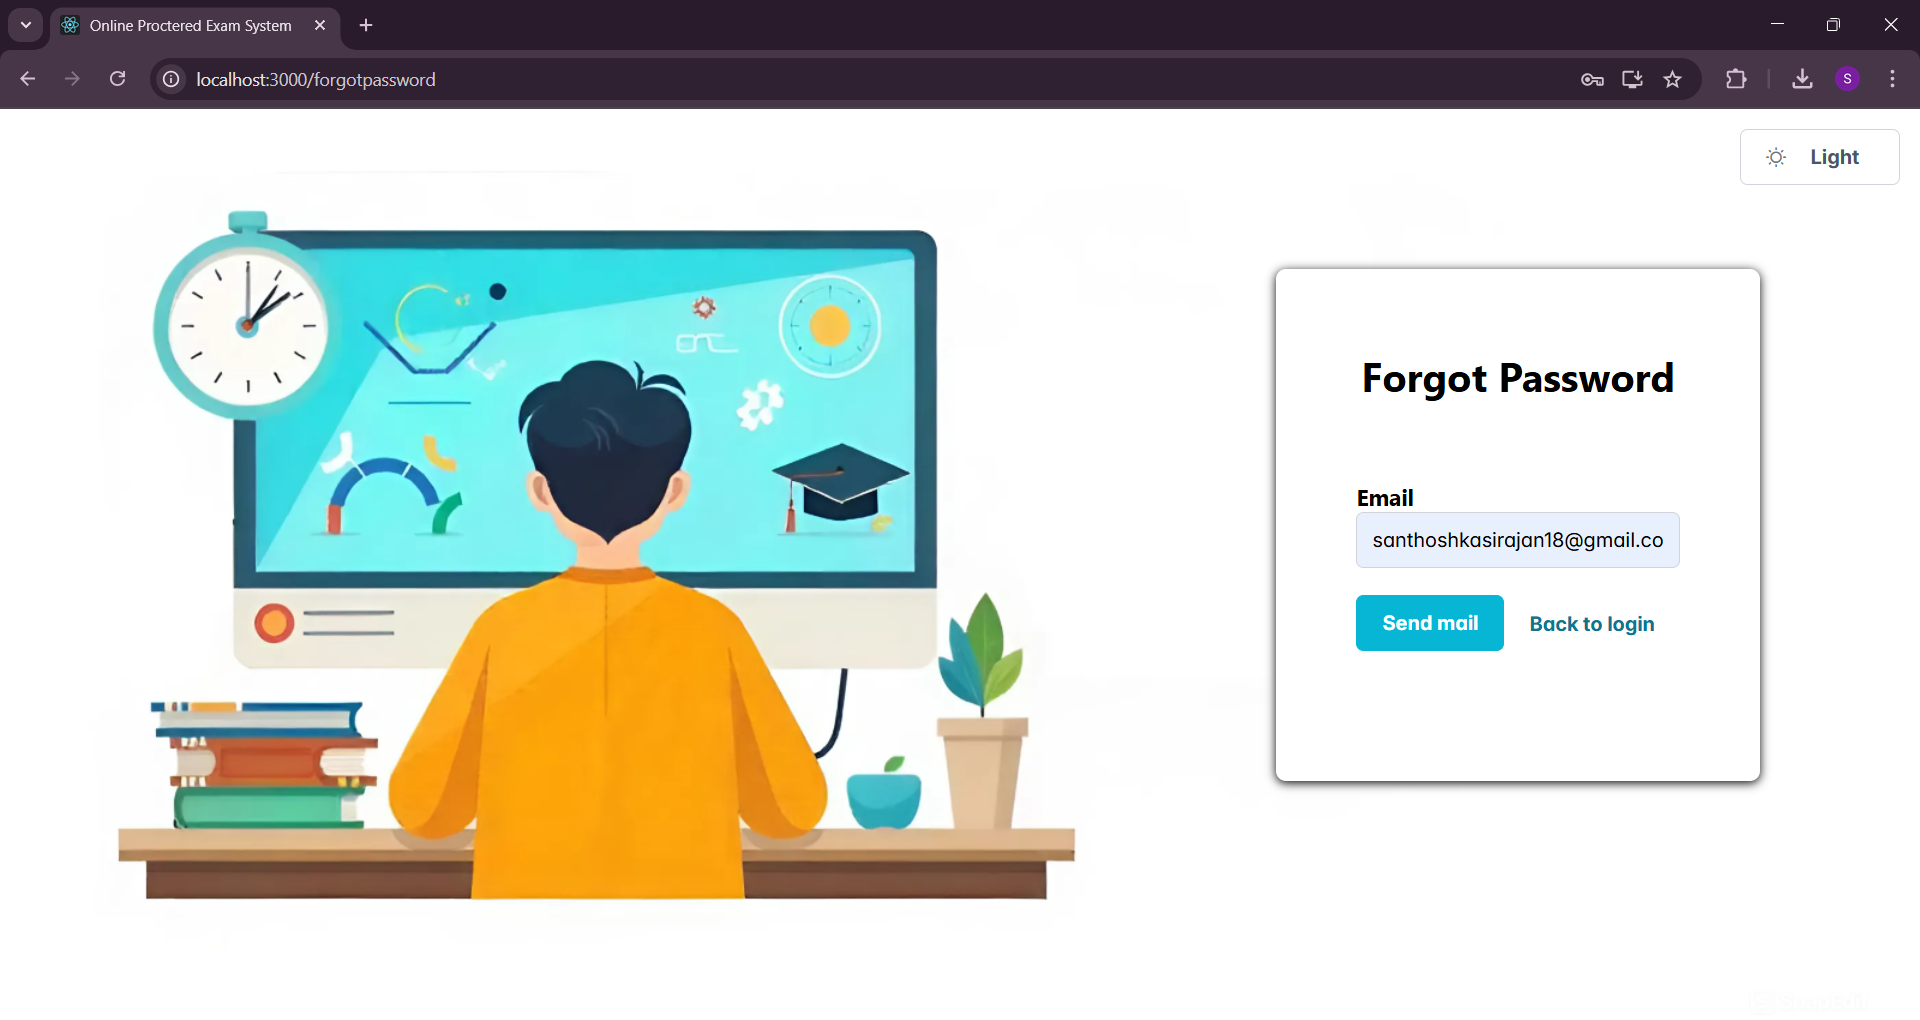 Online Proctered Exam System
localhost:3000/forgotpassword
S
Light
Forgot Password
Email
santhoshkasirajan18@gmail.co
Send mail
Back to login